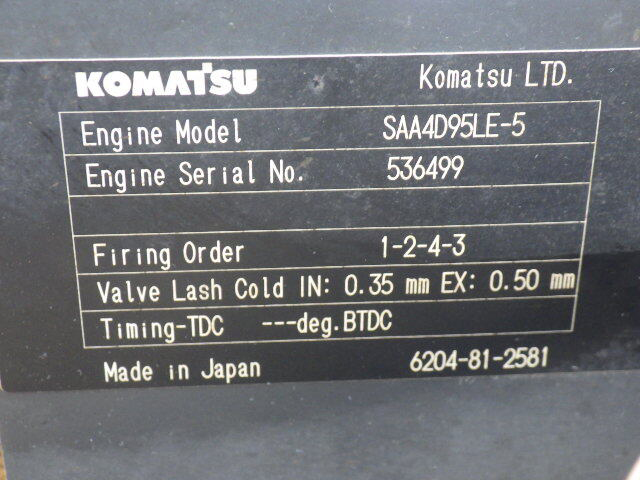 KOMATSU Komatsu LTD.
Engine Model SAA4D95LE-5
Engine Serial No. 536499
Firing Order 1-2-4-3
Valve Lash Cold IN: 0.35 mm EX: 0.50 mm
Timing-TDC ---deg.BTDC
Made in Japan 6204-81-2581